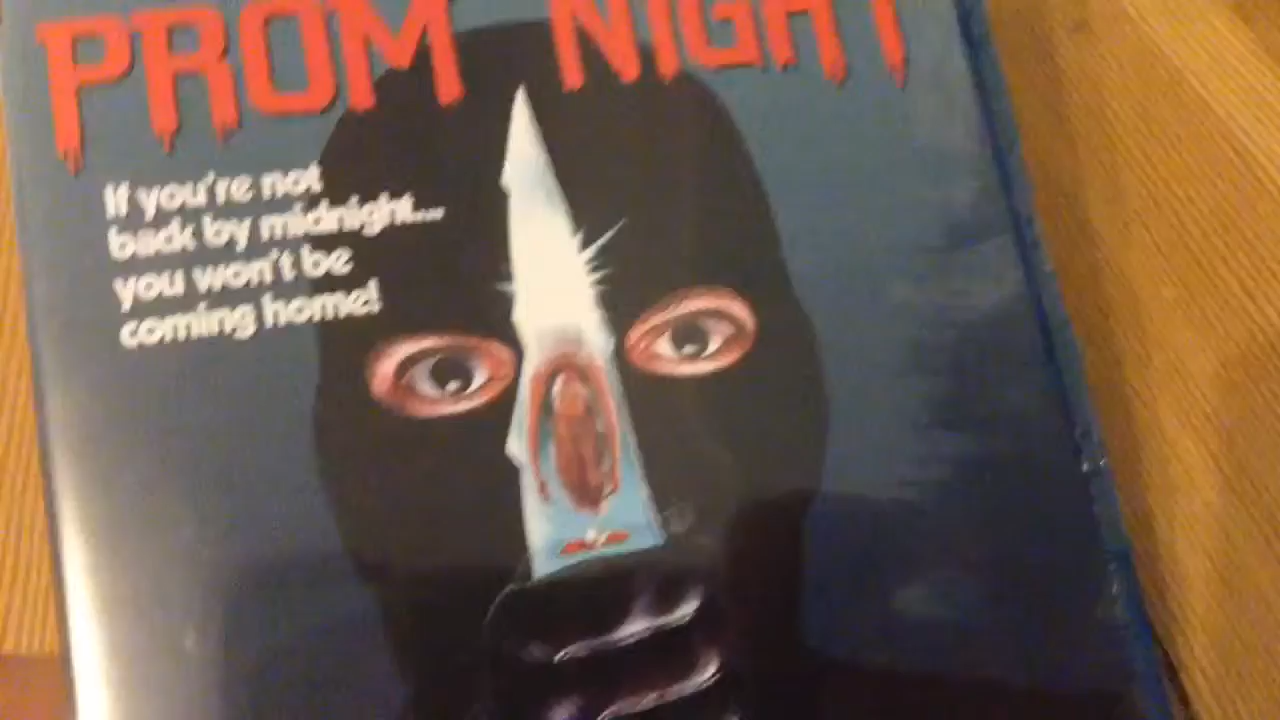 PROM NIGHT
If you're not
back by midnight...
you won't be
coming home!